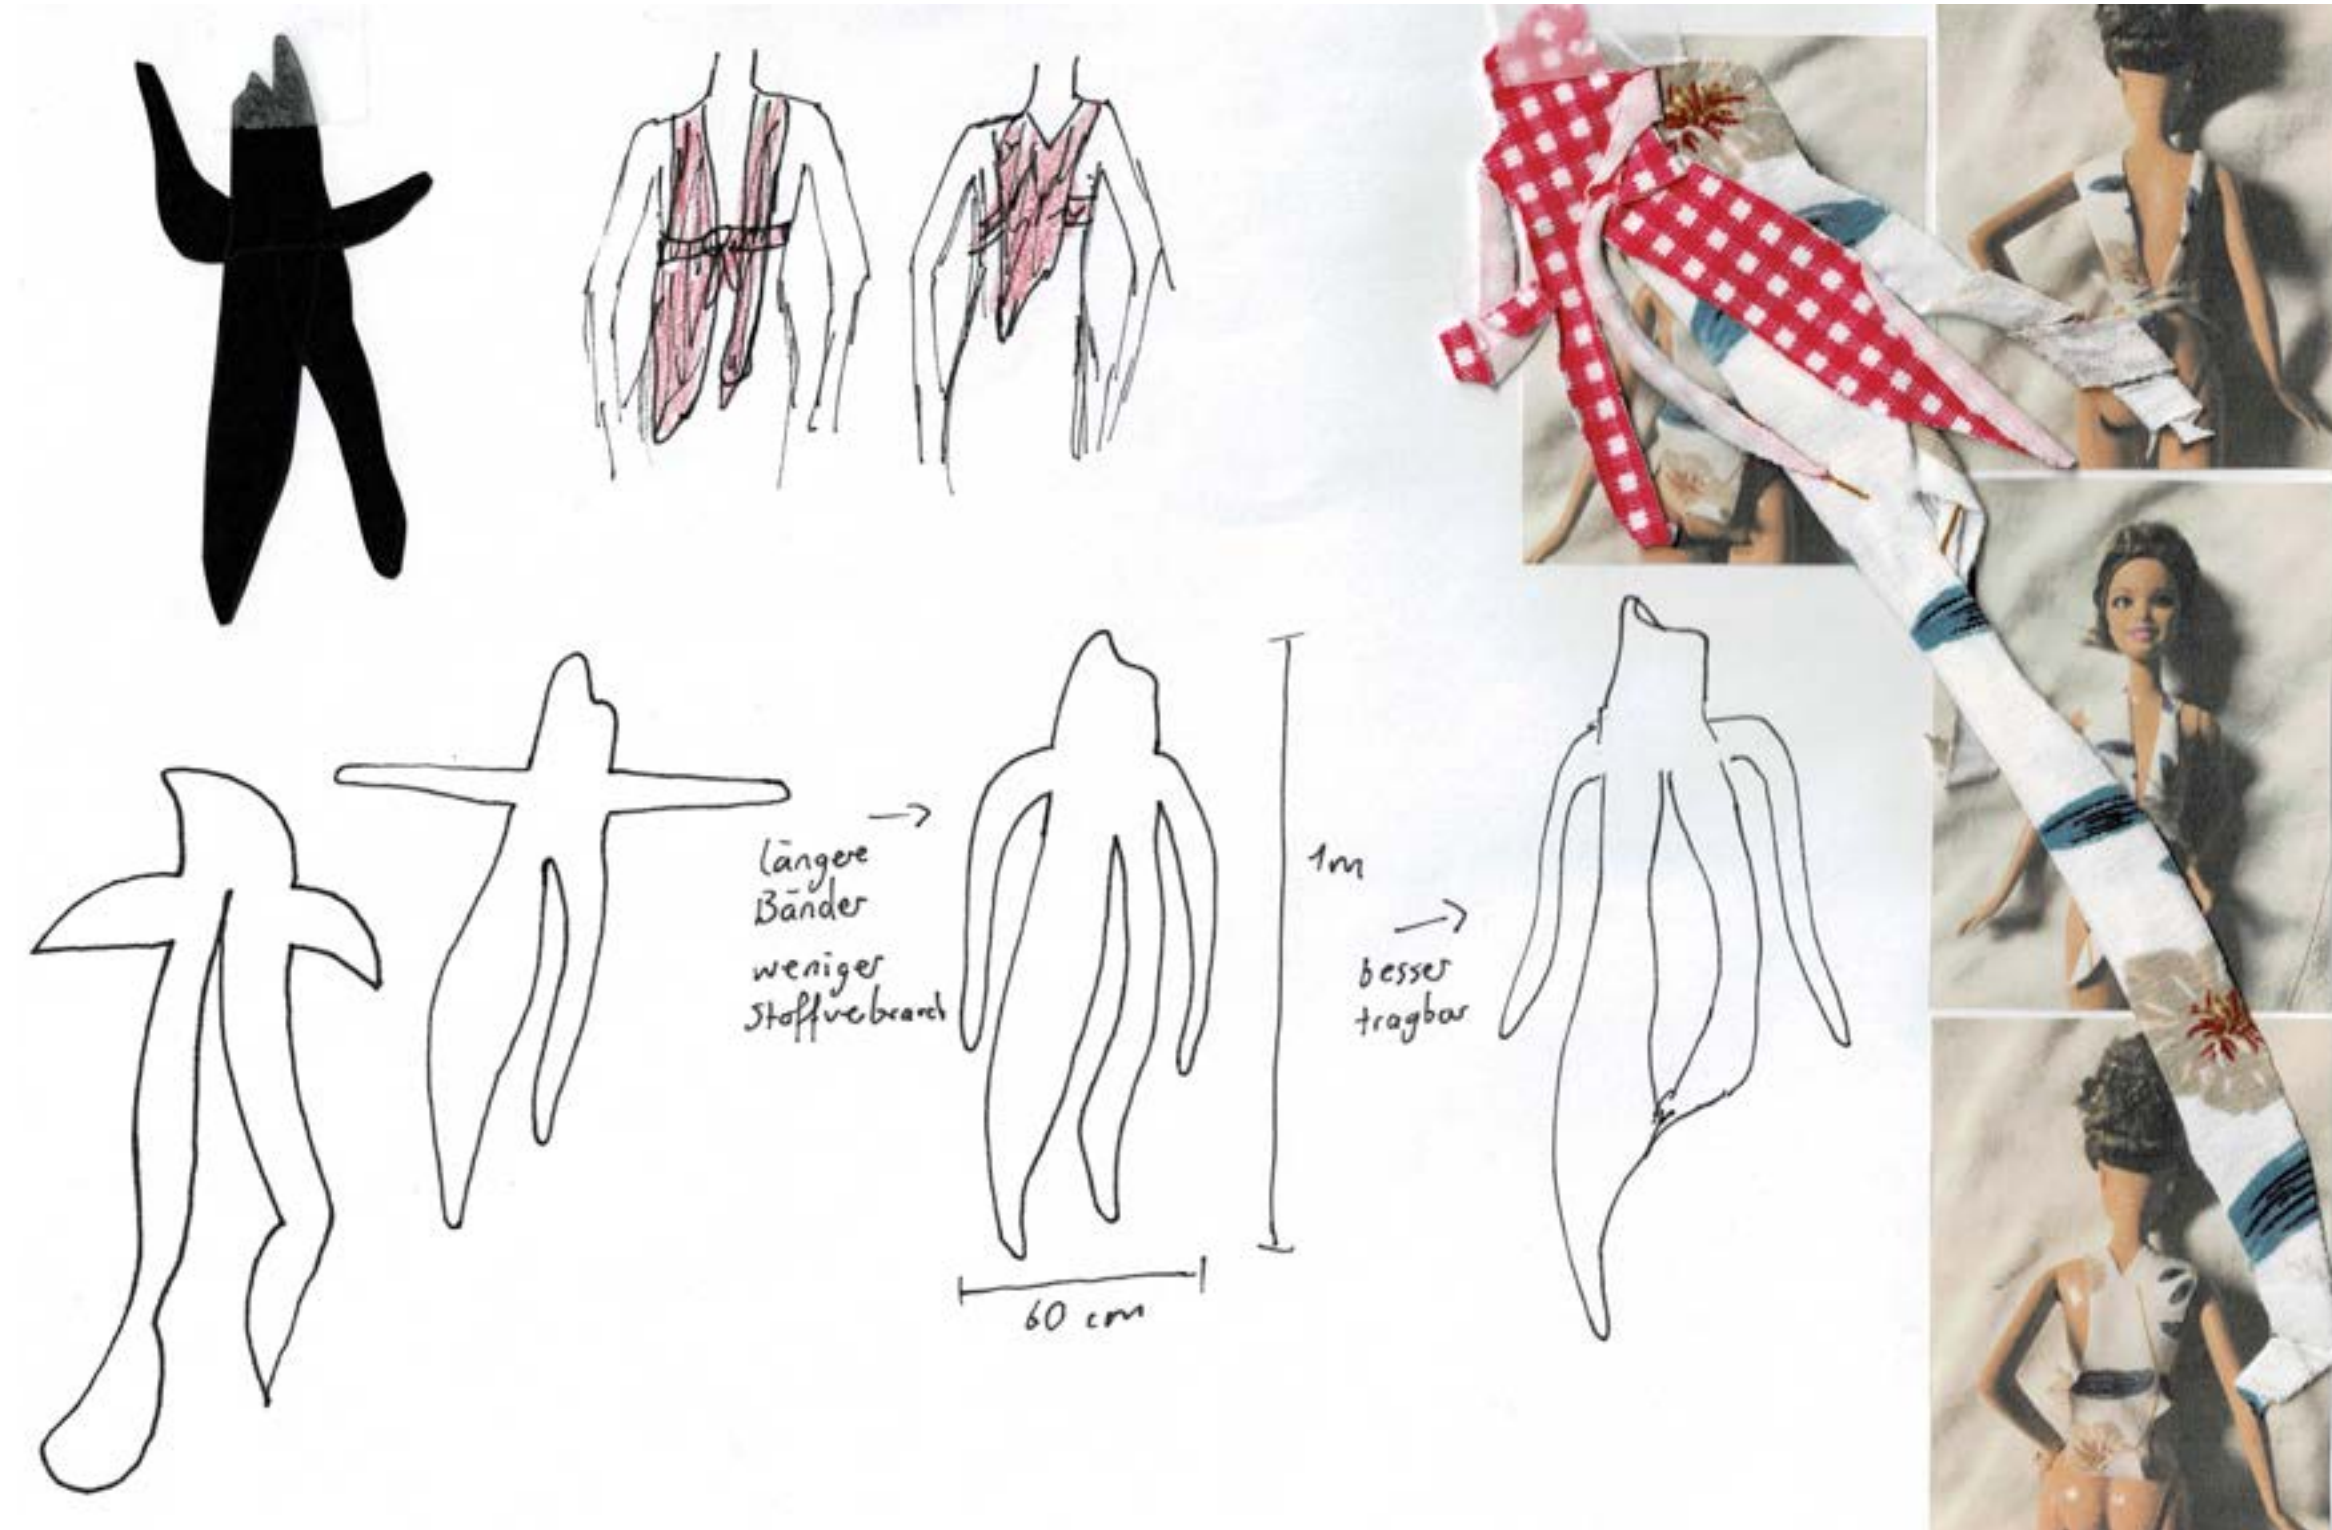 längere
Bänder
weniger
Stoffverbrauch
1m
60 cm
besser
tragbar